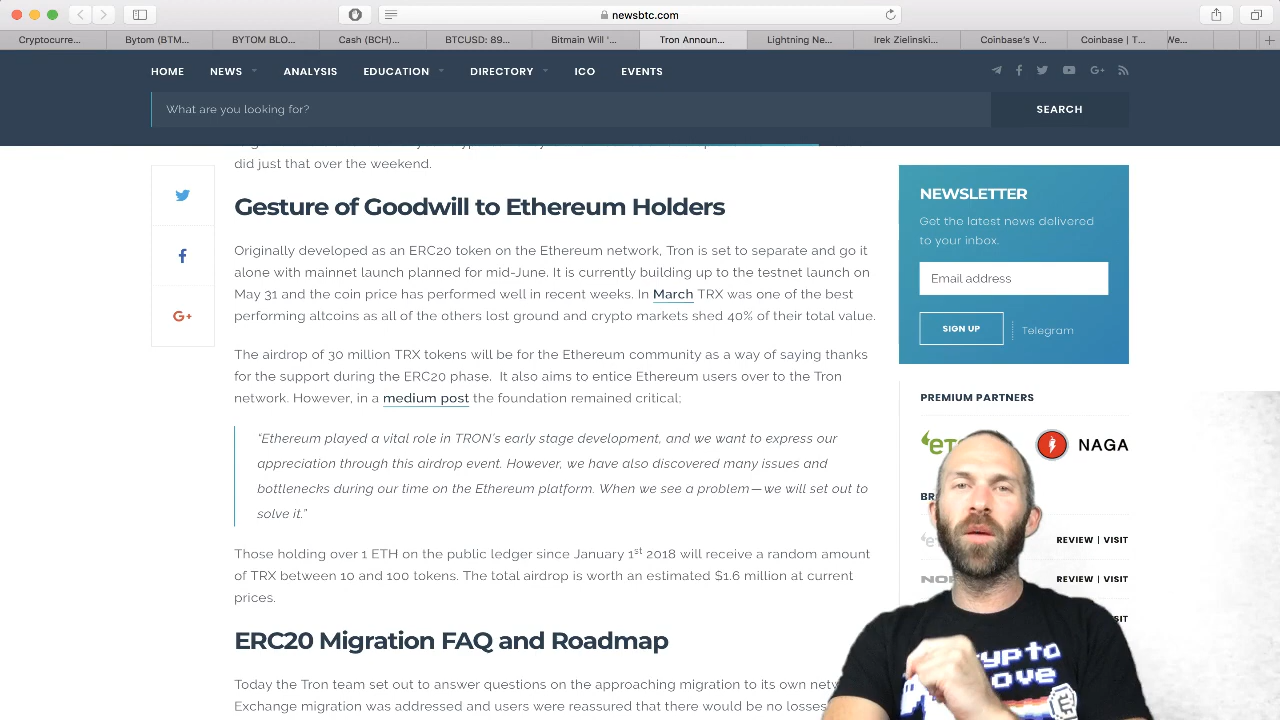 newsbtc.com
Cryptocurre...
Bytom (BTM...
BYTOM BLO...
Cash (BCH)...
BTCUSD: 89...
Bitmain Will '...
Tron Announ...
Lightning Ne...
Irek Zielinski...
Coinbase's V...
Coinbase | T...
We...
HOME NEWS ANALYSIS EDUCATION DIRECTORY ICO EVENTS
What are you looking for?
SEARCH
did just that over the weekend.
Gesture of Goodwill to Ethereum Holders
Originally developed as an ERC20 token on the Ethereum network, Tron is set to separate and go it
alone with mainnet launch planned for mid-June. It is currently building up to the testnet launch on
May 31 and the coin price has performed well in recent weeks. In March TRX was one of the best
performing altcoins as all of the others lost ground and crypto markets shed 40% of their total value.
The airdrop of 30 million TRX tokens will be for the Ethereum community as a way of saying thanks
for the support during the ERC20 phase. It also aims to entice Ethereum users over to the Tron
network. However, in a medium post the foundation remained critical;
"Ethereum played a vital role in TRON's early stage development, and we want to express our
appreciation through this airdrop event. However, we have also discovered many issues and
bottlenecks during our time on the Ethereum platform. When we see a problem — we will set out to
solve it."
Those holding over 1 ETH on the public ledger since January 1st 2018 will receive a random amount
of TRX between 10 and 100 tokens. The total airdrop is worth an estimated $1.6 million at current
prices.
ERC20 Migration FAQ and Roadmap
Today the Tron set out to answer questions on the approaching migration to its own
Exchange migration was addressed and users were reassured that there would be no losses
NEWSLETTER
Get the latest news delivered
to your inbox.
Email address
SIGN UP
Telegram
PREMIUM PARTNERS
NAGA
REVIEW | VISIT
REVIEW | VISIT